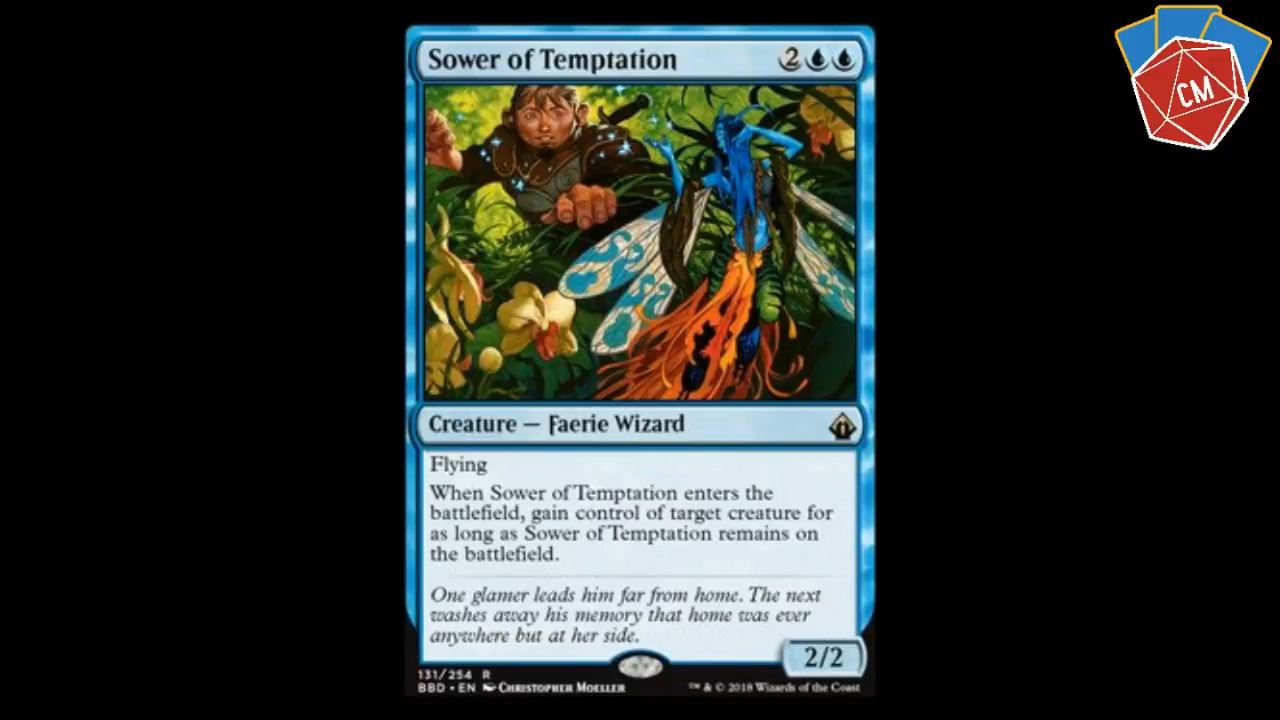 CM
Sower of Temptation 2
Creature — Faerie Wizard
Flying
When Sower of Temptation enters the
battlefield, gain control of target creature for
as long as Sower of Temptation remains on
the battlefield.
One glamer leads him far from home. The next
washes away his memory that home was ever
anywhere but at her side.
2/2
131/254 R
BBD • EN Christopher Moeller
™ & © 2018 Wizards of the Coast